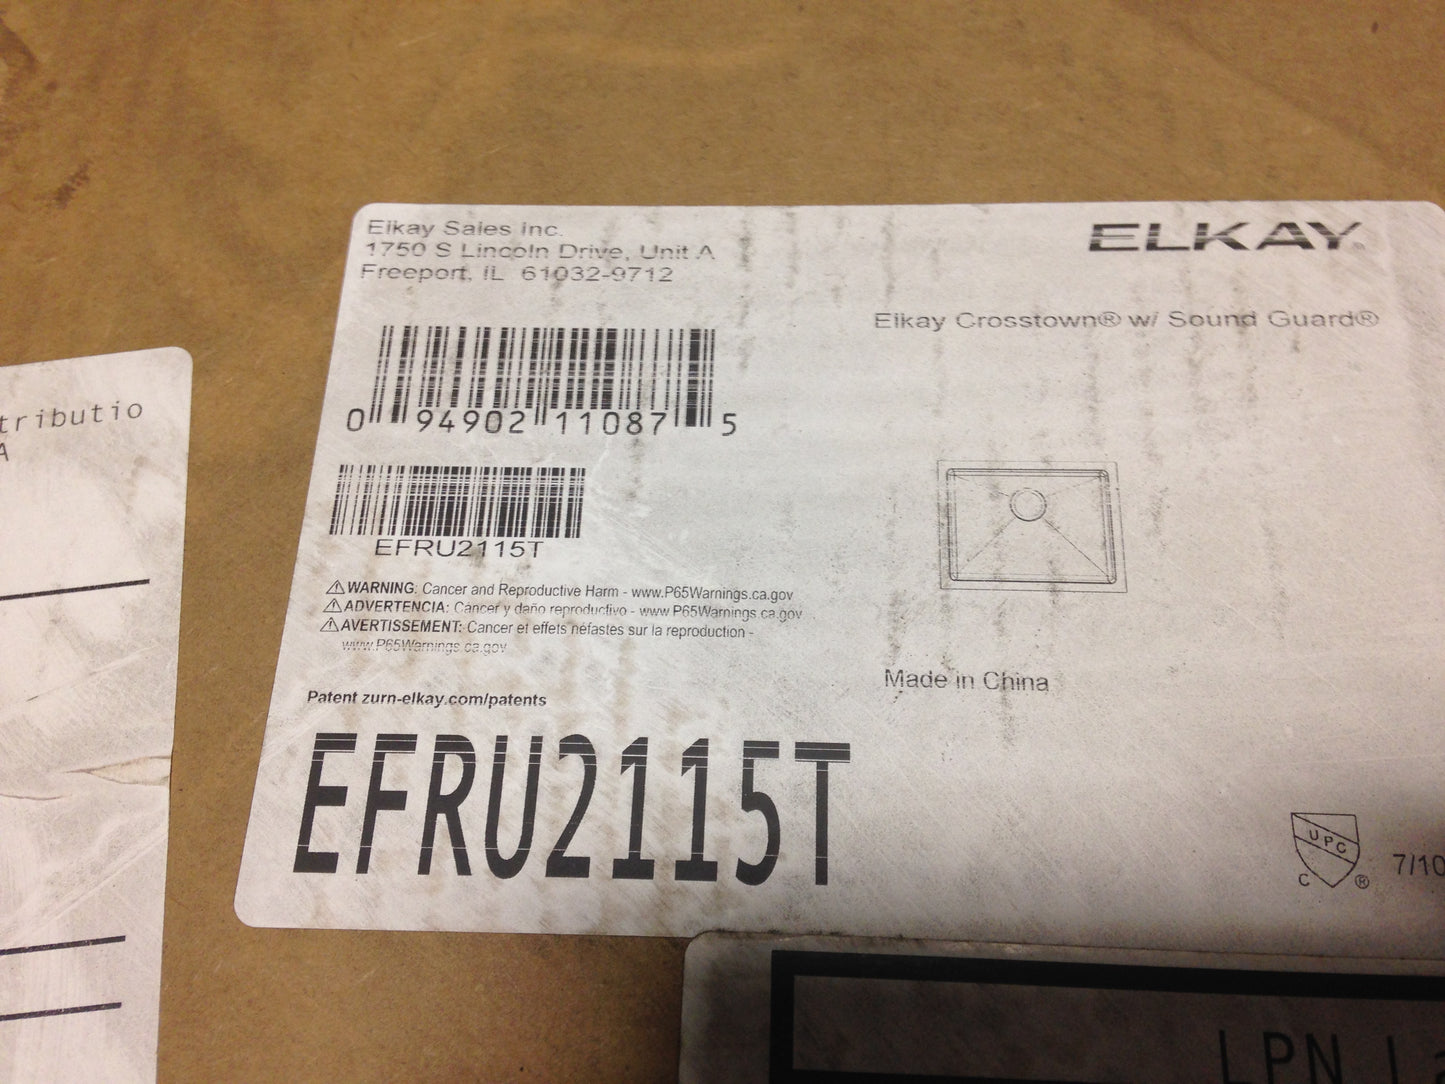 Elkay Sales Inc.
1750 S Lincoln Drive, Unit A
Freeport, IL 61032-9712
ELKAY®
Elkay Crosstown® w/ Sound Guard®
0 94902 11087 5
EFRU2115T
WARNING: Cancer and Reproductive Harm - www.P65Warnings.ca.gov
ADVERTENCIA: Cancer y daño reproductivo - www.P65Warnings.ca.gov
AVERTISSEMENT: Cancer et effets néfastes sur la reproduction -
www.P65Warnings.ca.gov
Made in China
Patent zurn-elkay.com/patents
EFRU2115T
UPC
C ®
7/10
tributio
A
LPN La